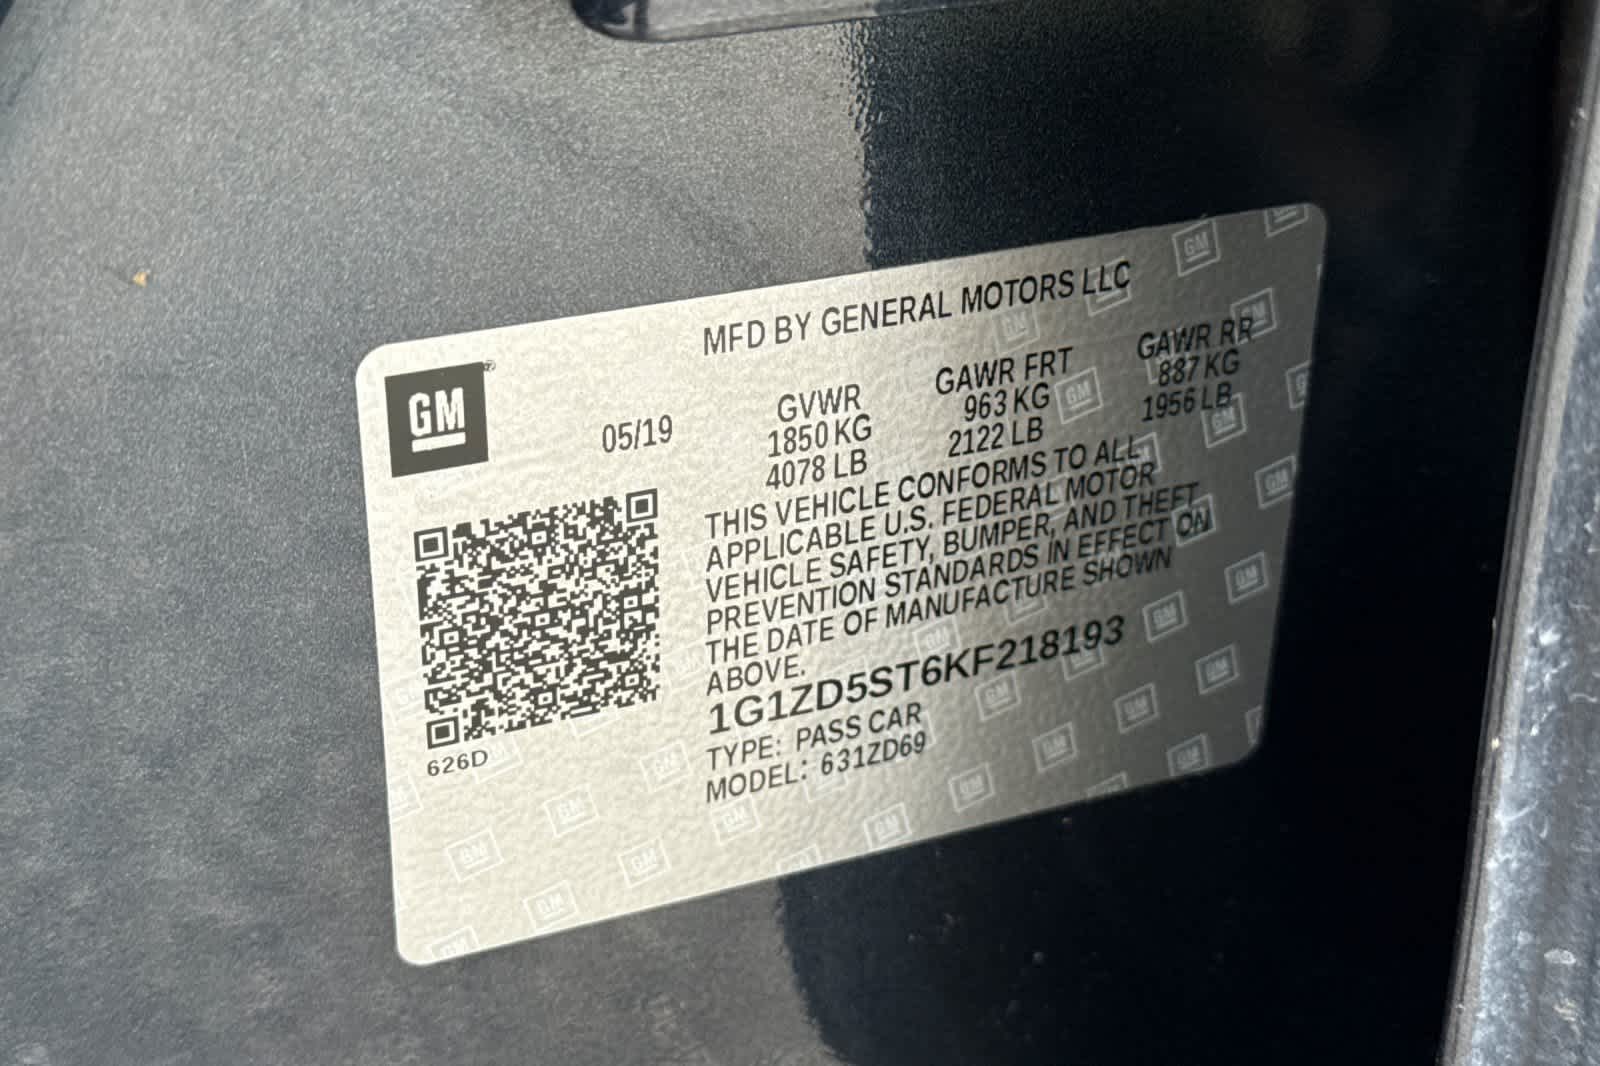 MFD BY GENERAL MOTORS LLC
GM
05/19
GVWR
1850 KG
4078 LB
GAWR FRT
963 KG
2122 LB
GAWR RR
887 KG
1956 LB
THIS VEHICLE CONFORMS TO ALL
APPLICABLE U.S. FEDERAL MOTOR
VEHICLE SAFETY, BUMPER, AND THEFT
PREVENTION STANDARDS IN EFFECT ON
THE DATE OF MANUFACTURE SHOWN
ABOVE.
1G1ZD5ST6KF218193
TYPE: PASS CAR
MODEL: 631ZD69
626D